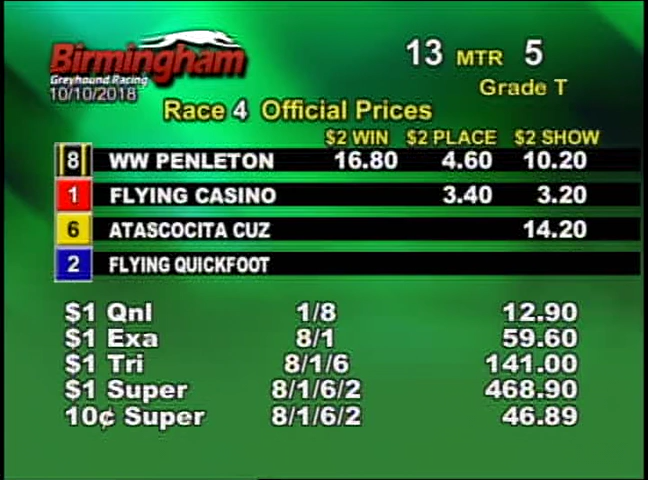 Birmingham
Greyhound Racing
10/10/2018
13 MTR 5
Grade T
Race 4 Official Prices
$2 WIN $2 PLACE $2 SHOW
8 WW PENLETON 16.80 4.60 10.20
1 FLYING CASINO 3.40 3.20
6 ATASCOCITA CUZ 14.20
2 FLYING QUICKFOOT
$1 Qnl 1/8 12.90
$1 Exa 8/1 59.60
$1 Tri 8/1/6 141.00
$1 Super 8/1/6/2 468.90
10¢ Super 8/1/6/2 46.89